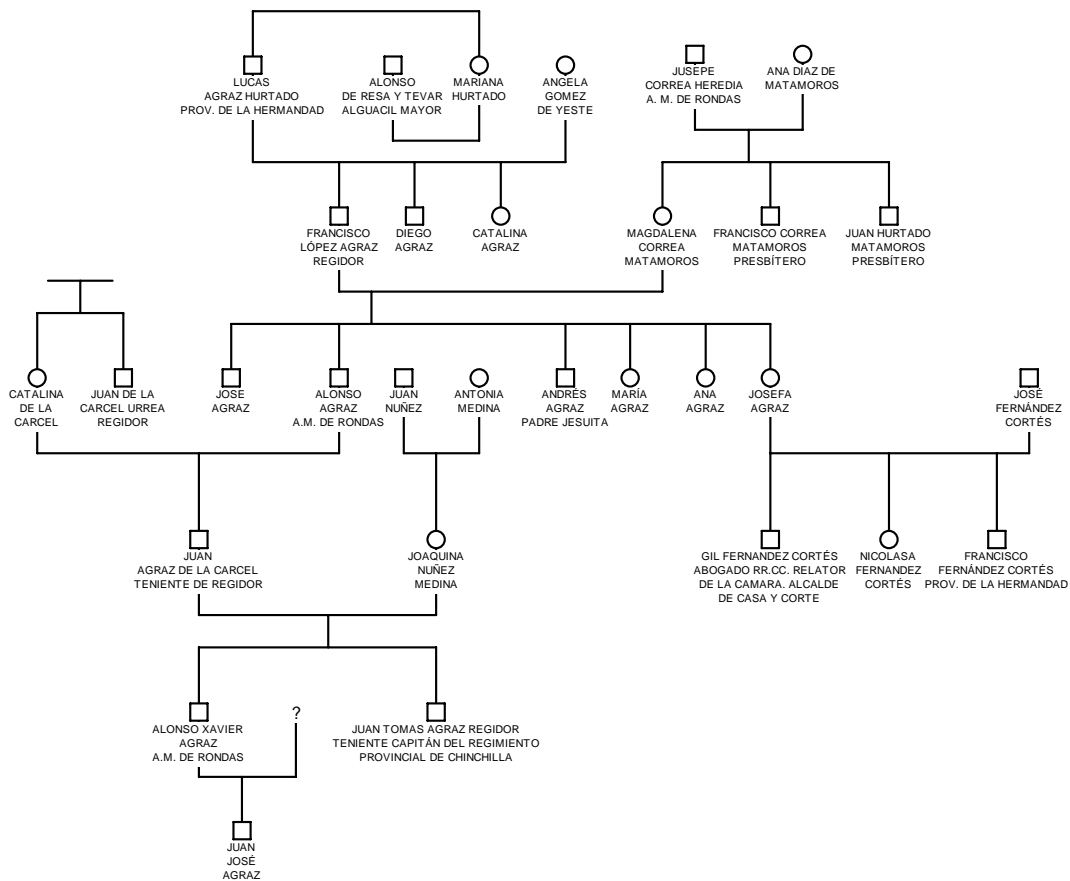 LUCAS
AGRAZ HURTADO
PROV. DE LA HERMANDAD
ALONSO
DE RESA Y TEVAR
ALGUACIL MAYOR
MARIANA
HURTADO
ANGELA
GOMEZ
DE YESTE
JUSEPE
CORREA HEREDIA
A. M. DE RONDAS
ANA DIAZ DE
MATAMOROS
FRANCISCO
LÓPEZ AGRAZ
REGIDOR
DIEGO
AGRAZ
CATALINA
AGRAZ
MAGDALENA
CORREA
MATAMOROS
FRANCISCO CORREA
MATAMOROS
PRESBÍTERO
JUAN HURTADO
MATAMOROS
PRESBÍTERO
CATALINA
DE LA
CARCEL
JUAN DE LA
CARCEL URREA
REGIDOR
JOSE
AGRAZ
ALONSO
AGRAZ
A.M. DE RONDAS
JUAN
NUÑEZ
ANTONIA
MEDINA
ANDRÉS
AGRAZ
PADRE JESUITA
MARÍA
AGRAZ
ANA
AGRAZ
JOSEFA
AGRAZ
JOSÉ
FERNÁNDEZ
CORTÉS
JUAN
AGRAZ DE LA CARCEL
TENIENTE DE REGIDOR
JOAQUINA
NUÑEZ
MEDINA
GIL FERNANDEZ CORTÉS
ABOGADO RR.CC. RELATOR
DE LA CAMARA. ALCALDE
DE CASA Y CORTE
NICOLASA
FERNANDEZ
CORTÉS
FRANCISCO
FERNÁNDEZ CORTÉS
PROV. DE LA HERMANDAD
ALONSO XAVIER
AGRAZ
A.M. DE RONDAS
?
JUAN TOMAS AGRAZ REGIDOR
TENIENTE CAPITÁN DEL REGIMIENTO
PROVINCIAL DE CHINCHILLA
JUAN
JOSÉ
AGRAZ